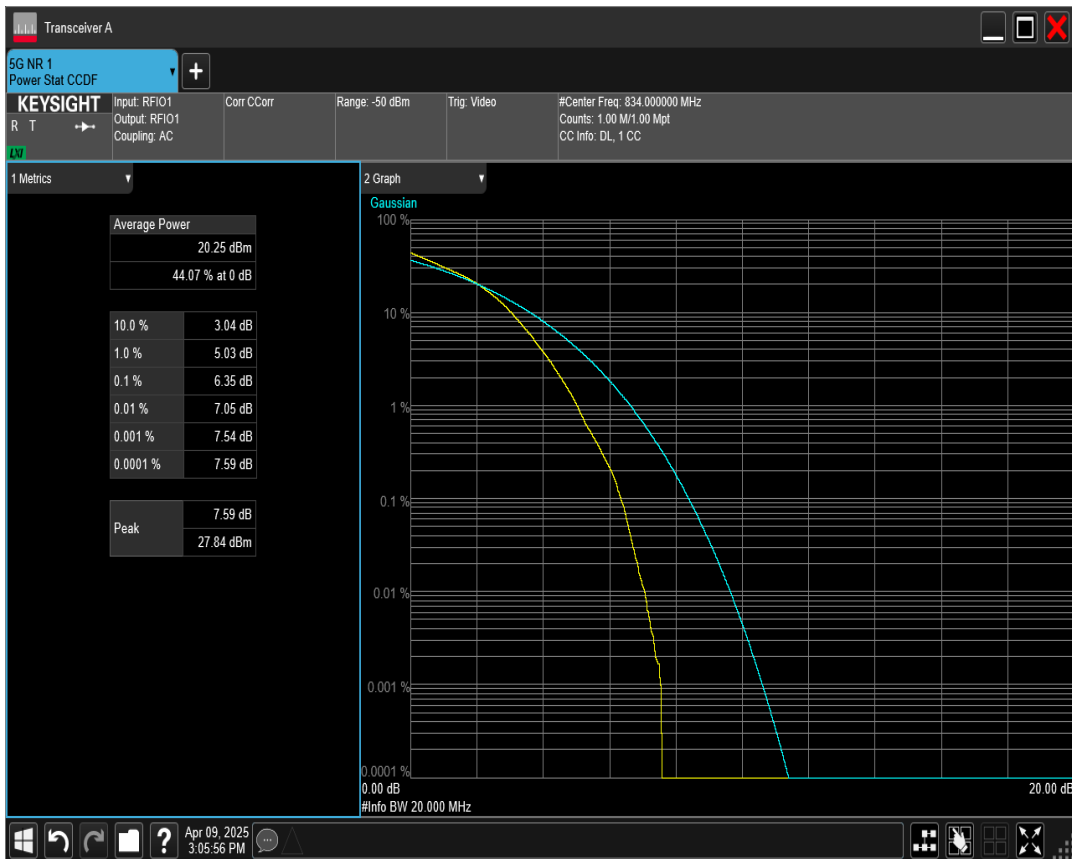 Transceiver A
5G NR 1
Power Stat CCDF
KEYSIGHT
R T
LXI
Input: RFIO1
Output: RFIO1
Coupling: AC
Corr CCorr
Range: -50 dBm
Trig: Video
#Center Freq: 834.000000 MHz
Counts: 1.00 M/1.00 Mpt
CC Info: DL, 1 CC
1 Metrics
Average Power
20.25 dBm
44.07 % at 0 dB
10.0 % 3.04 dB
1.0 % 5.03 dB
0.1 % 6.35 dB
0.01 % 7.05 dB
0.001 % 7.54 dB
0.0001 % 7.59 dB
Peak
7.59 dB
27.84 dBm
2 Graph
Gaussian
100 %
10 %
1 %
0.1 %
0.01 %
0.001 %
0.0001 %
0.00 dB 20.00 dB
#Info BW 20.000 MHz
?
Apr 09, 2025
3:05:56 PM